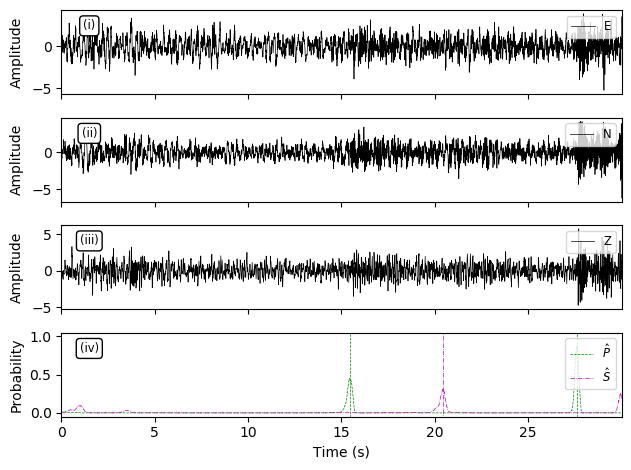 Amplitude
0
−5
(i)
E
Amplitude
0
−5
(ii)
N
Amplitude
5
0
−5
(iii)
Z
Probability
1.0
0.5
0.0
(iv)
P̂
Ŝ
0 5 10 15 20 25
Time (s)